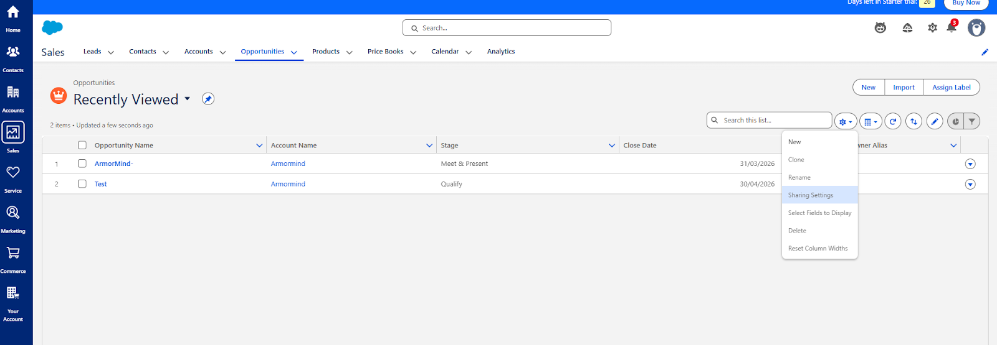 Days left in Starter trial: 26
Buy Now
Home
Search...
3
Sales
Leads
Contacts
Accounts
Opportunities
Products
Price Books
Calendar
Analytics
Contacts
Accounts
Sales
Service
Marketing
Commerce
Your
Account
Opportunities
Recently Viewed
New
Import
Assign Label
2 items • Updated a few seconds ago
Search this list...
Opportunity Name
Account Name
Stage
Close Date
ner Alias
1
ArmorMind-
Armormind
Meet & Present
31/03/2026
2
Test
Armormind
Qualify
30/04/2026
New
Clone
Rename
Sharing Settings
Select Fields to Display
Delete
Reset Column Widths